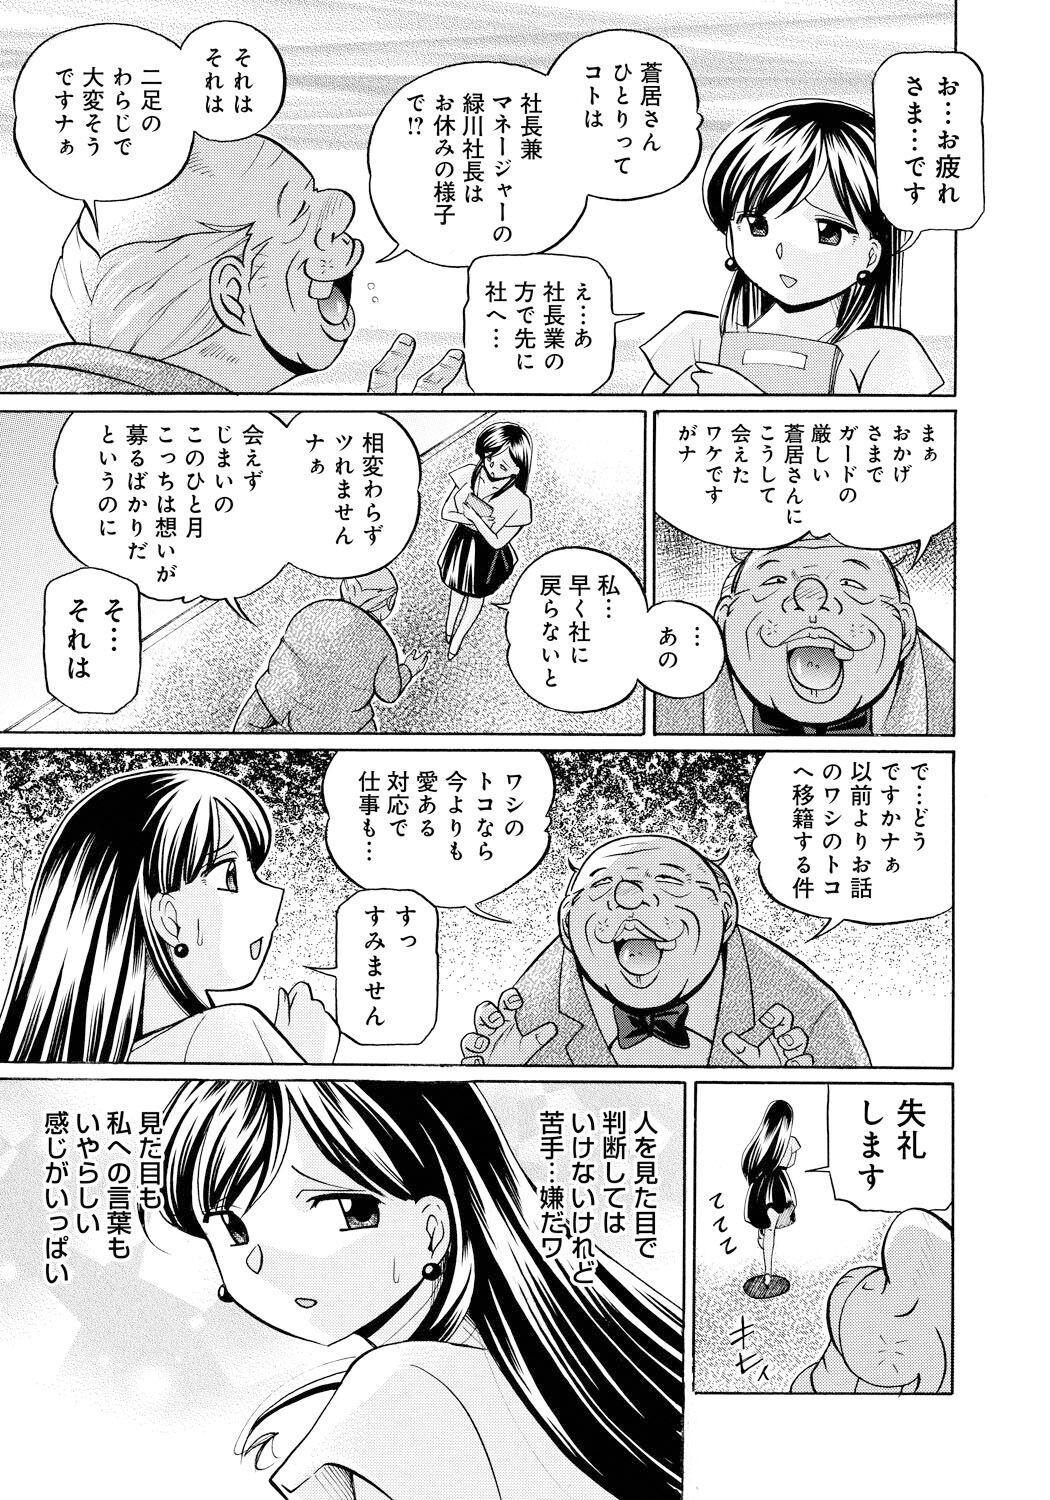 お…お疲れ
さま…です
蒼居さん
ひとりって
コトは
社長兼
マネージャーの
緑川社長は
お休みの様子
で!?
え…あ
社長業の
方で先に
社へ…
それは
それは
二足の
わらじで
大変そう
ですナぁ
まぁ
おかげ
さまで
厳しい
ガードの
蒼居さんに
こうして
会えた
ワケです
がナ
…
あの
私…
早く社に
戻らないと
相変わらず
ツれません
ナぁ
会えず
じまいの
このひと月
こっちは想いが
募るばかりだ
というのに
そ…
それは
で…どう
ですかナぁ
以前よりお話
のワシのトコ
へ移籍する件
ワシの
トコなら
今よりも
愛ある
対応で
仕事も…
すっ
すみません
失礼
します
ててて
モヒィ
人を見た目で
判断しては
いけないけれど
苦手…嫌だワ
見た目も
私への言葉も
いやらしい
感じがいっぱい